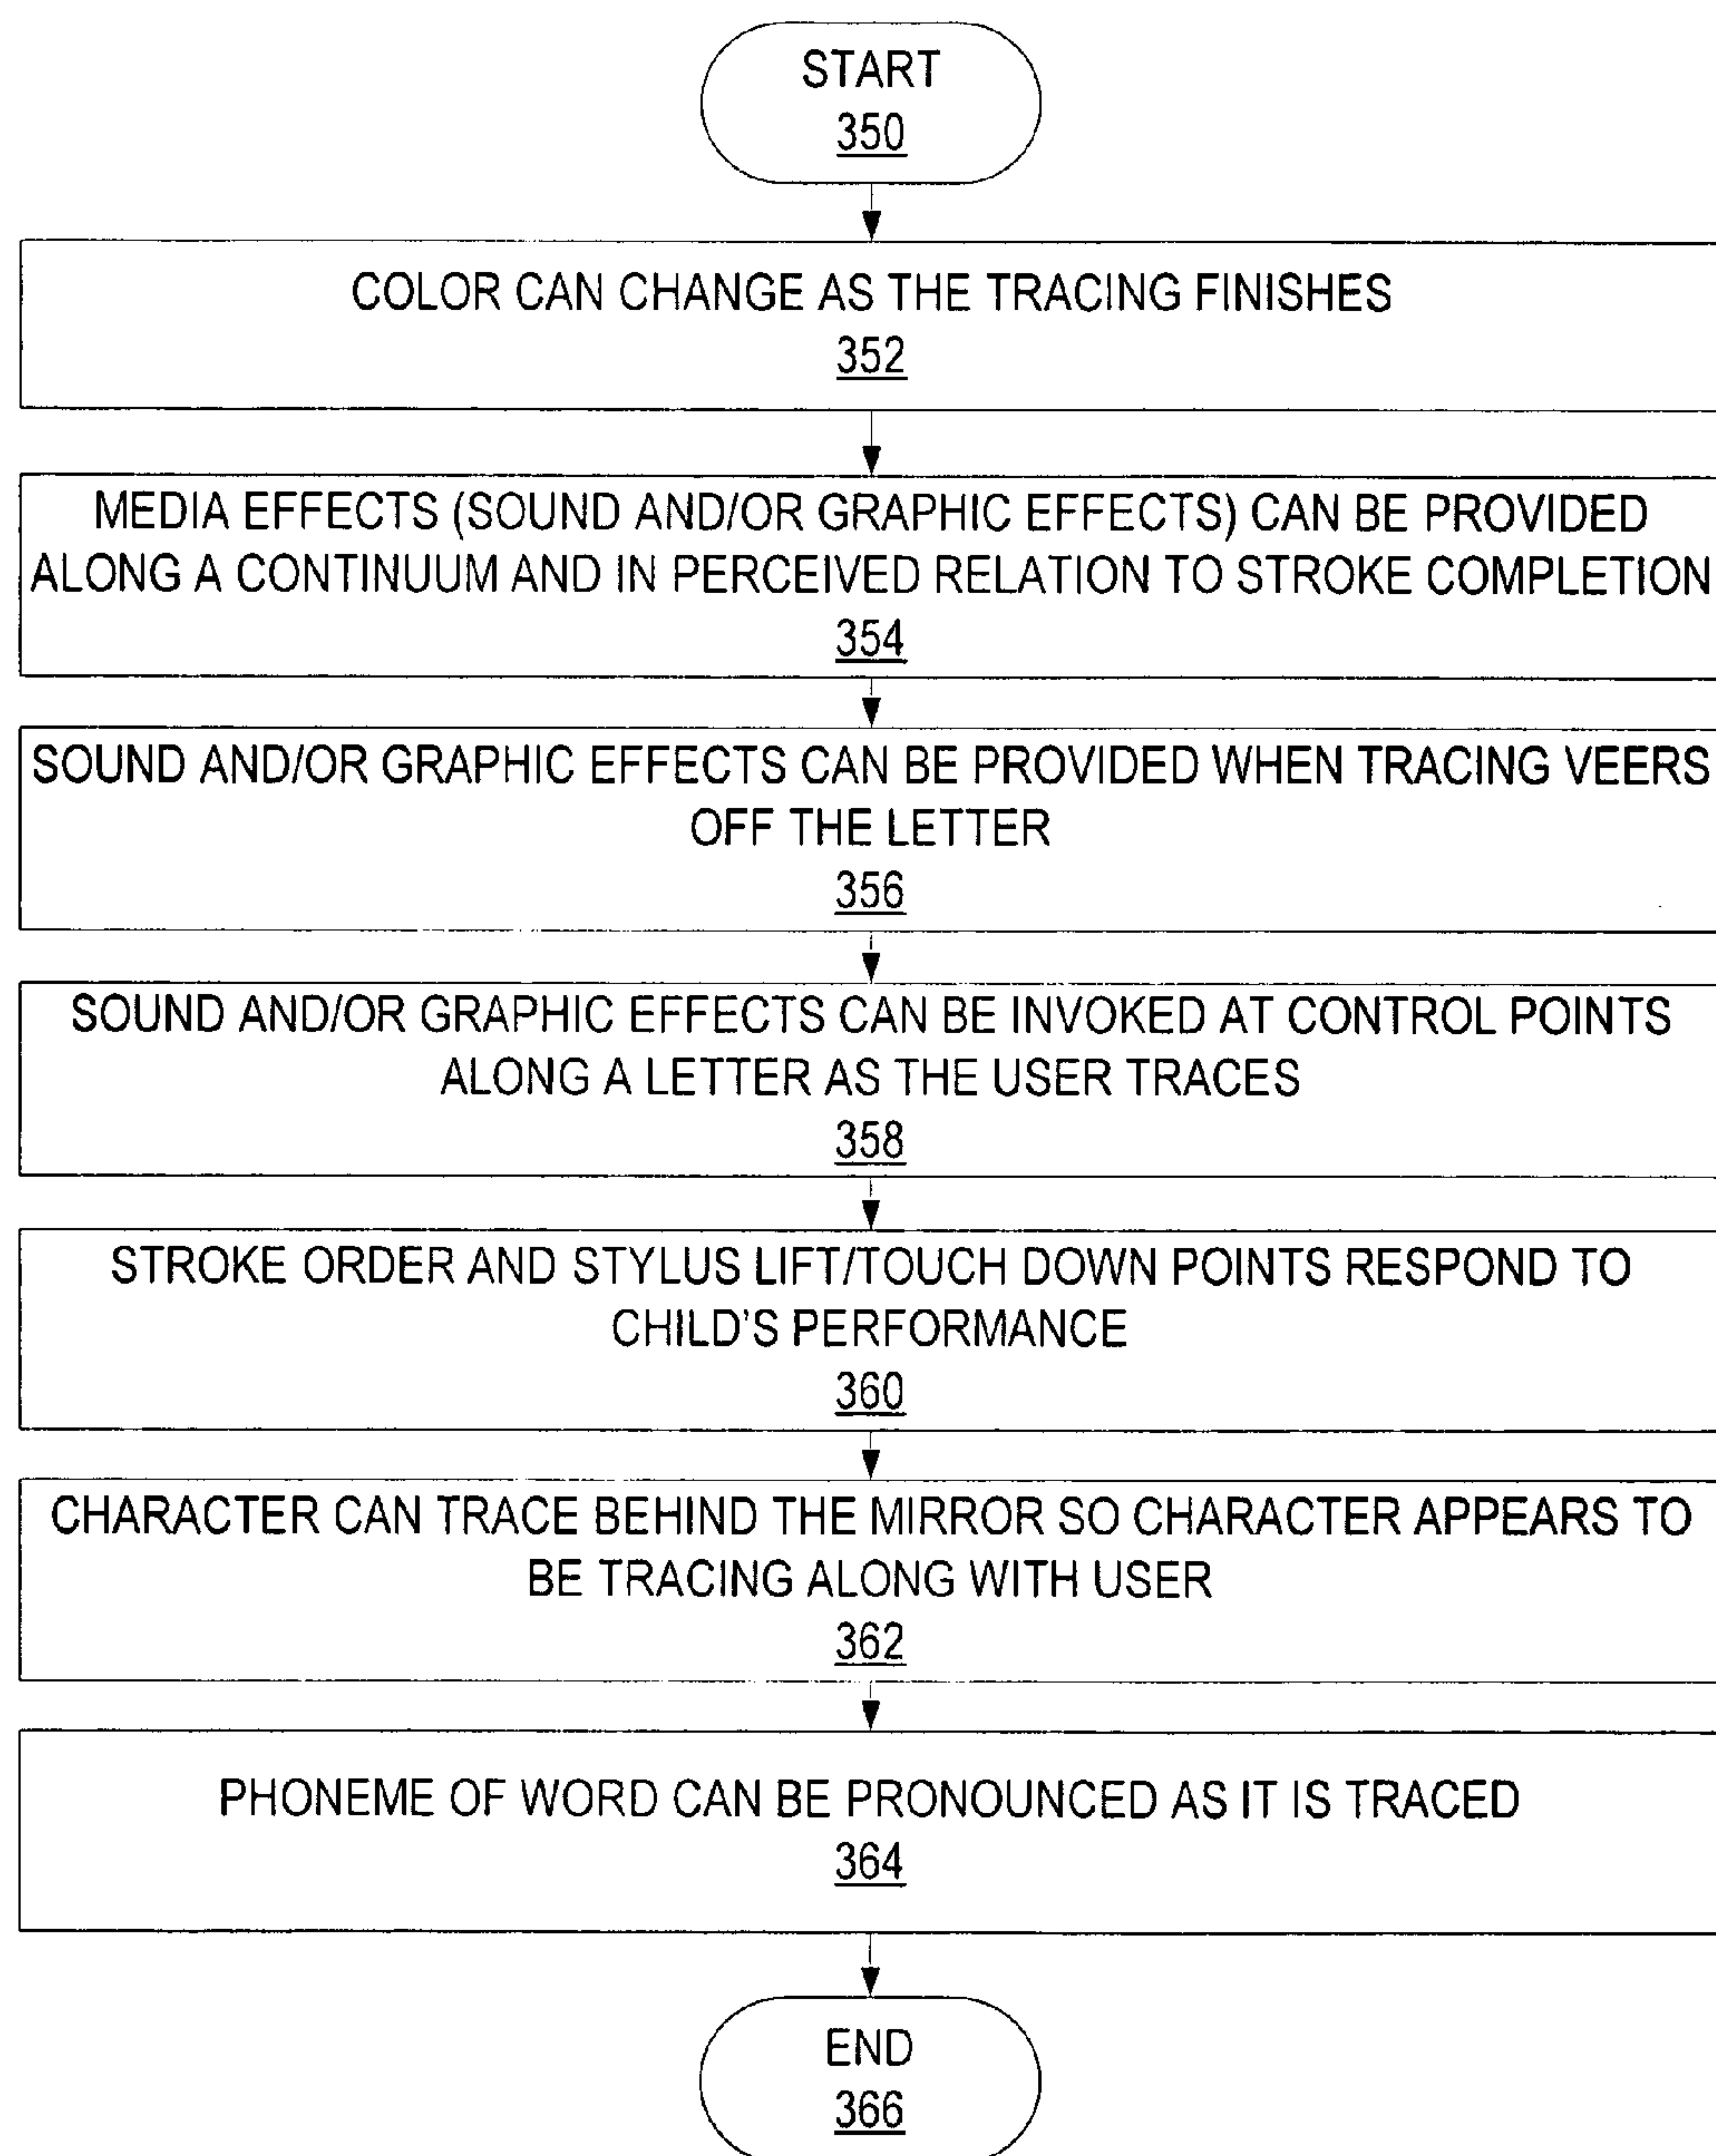 START
350
COLOR CAN CHANGE AS THE TRACING FINISHES
352
MEDIA EFFECTS (SOUND AND/OR GRAPHIC EFFECTS) CAN BE PROVIDED
ALONG A CONTINUUM AND IN PERCEIVED RELATION TO STROKE COMPLETION
354
SOUND AND/OR GRAPHIC EFFECTS CAN BE PROVIDED WHEN TRACING VEERS
OFF THE LETTER
356
SOUND AND/OR GRAPHIC EFFECTS CAN BE INVOKED AT CONTROL POINTS
ALONG A LETTER AS THE USER TRACES
358
STROKE ORDER AND STYLUS LIFT/TOUCH DOWN POINTS RESPOND TO
CHILD'S PERFORMANCE
360
CHARACTER CAN TRACE BEHIND THE MIRROR SO CHARACTER APPEARS TO
BE TRACING ALONG WITH USER
362
PHONEME OF WORD CAN BE PRONOUNCED AS IT IS TRACED
364
END
366